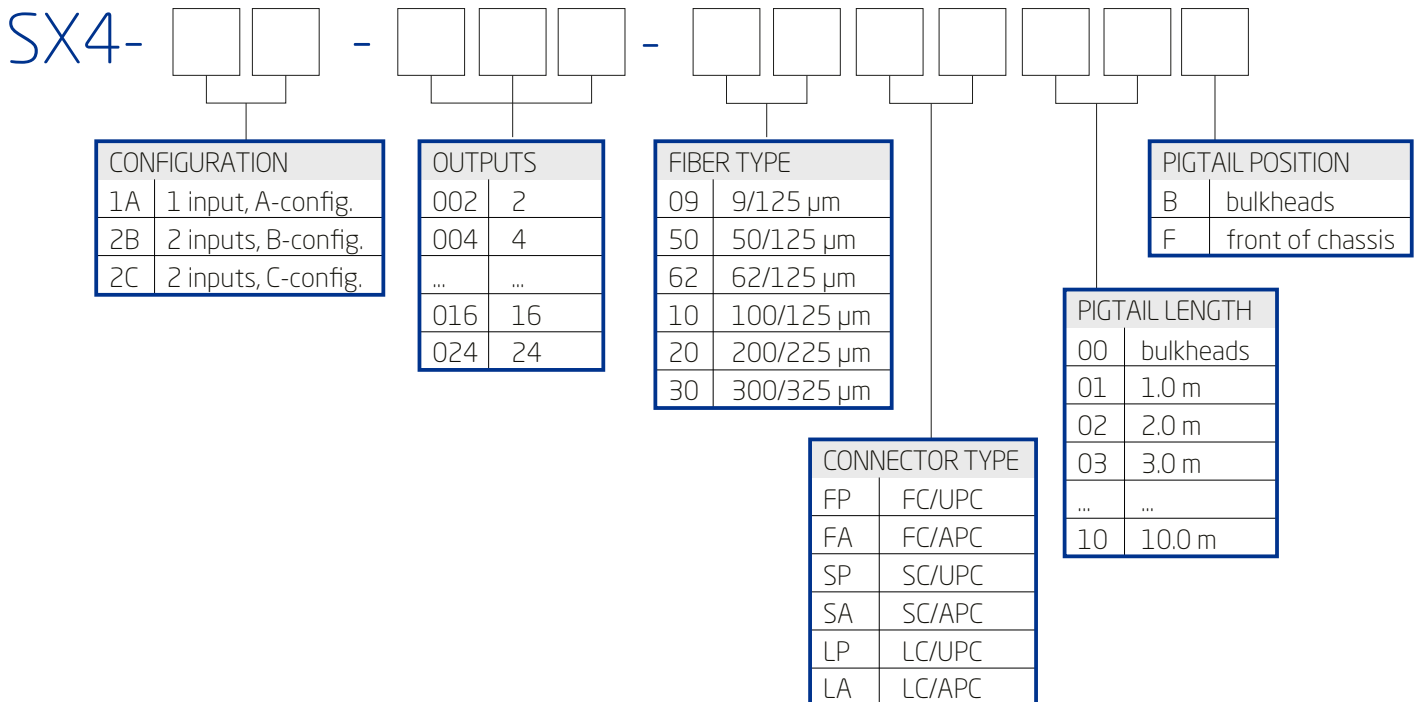 SX4- - -
CONFIGURATION
1A 1 input, A-config.
2B 2 inputs, B-config.
2C 2 inputs, C-config.
OUTPUTS
002 2
004 4
... ...
016 16
024 24
FIBER TYPE
09 9/125 µm
50 50/125 µm
62 62/125 µm
10 100/125 µm
20 200/225 µm
30 300/325 µm
CONNECTOR TYPE
FP FC/UPC
FA FC/APC
SP SC/UPC
SA SC/APC
LP LC/UPC
LA LC/APC
PIGTAIL LENGTH
00 bulkheads
01 1.0 m
02 2.0 m
03 3.0 m
... ...
10 10.0 m
PIGTAIL POSITION
B bulkheads
F front of chassis